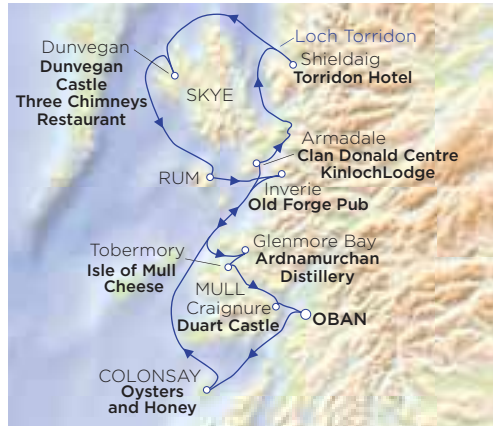 Loch Torridon
Dunvegan
Dunvegan
Castle
Three Chimneys
Restaurant
Shieldaig
Torridon Hotel
SKYE
Armadale
Clan Donald Centre
KinlochLodge
RUM
Inverie
Old Forge Pub
Tobermory
Isle of Mull
Cheese
Glenmore Bay
Ardnamurchan
Distillery
MULL
Craignure
Duart Castle
OBAN
COLONSAY
Oysters
and Honey